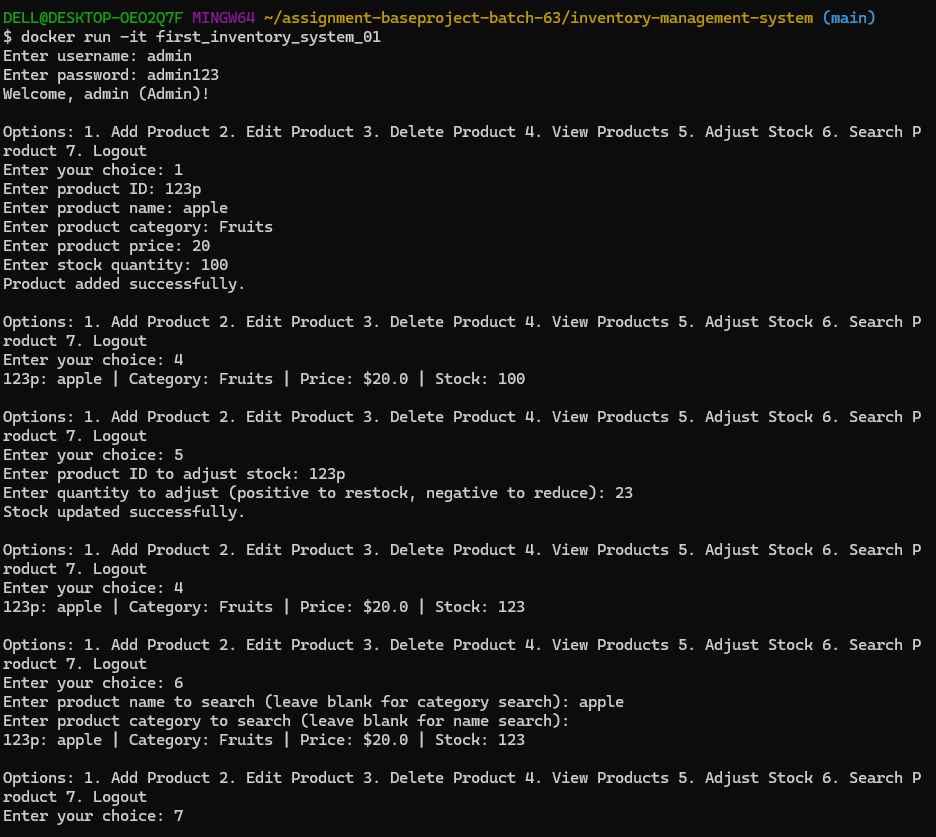 DELL@DESKTOP-OEO2Q7F MINGW64 ~/assignment-baseproject-batch-63/inventory-management-system (main)
$ docker run -it first_inventory_system_01
Enter username: admin
Enter password: admin123
Welcome, admin (Admin)!
Options: 1. Add Product 2. Edit Product 3. Delete Product 4. View Products 5. Adjust Stock 6. Search P
roduct 7. Logout
Enter your choice: 1
Enter product ID: 123p
Enter product name: apple
Enter product category: Fruits
Enter product price: 20
Enter stock quantity: 100
Product added successfully.
Options: 1. Add Product 2. Edit Product 3. Delete Product 4. View Products 5. Adjust Stock 6. Search P
roduct 7. Logout
Enter your choice: 4
123p: apple | Category: Fruits | Price: $20.0 | Stock: 100
Options: 1. Add Product 2. Edit Product 3. Delete Product 4. View Products 5. Adjust Stock 6. Search P
roduct 7. Logout
Enter your choice: 5
Enter product ID to adjust stock: 123p
Enter quantity to adjust (positive to restock, negative to reduce): 23
Stock updated successfully.
Options: 1. Add Product 2. Edit Product 3. Delete Product 4. View Products 5. Adjust Stock 6. Search P
roduct 7. Logout
Enter your choice: 4
123p: apple | Category: Fruits | Price: $20.0 | Stock: 123
Options: 1. Add Product 2. Edit Product 3. Delete Product 4. View Products 5. Adjust Stock 6. Search P
roduct 7. Logout
Enter your choice: 6
Enter product name to search (leave blank for category search): apple
Enter product category to search (leave blank for name search):
123p: apple | Category: Fruits | Price: $20.0 | Stock: 123
Options: 1. Add Product 2. Edit Product 3. Delete Product 4. View Products 5. Adjust Stock 6. Search P
roduct 7. Logout
Enter your choice: 7